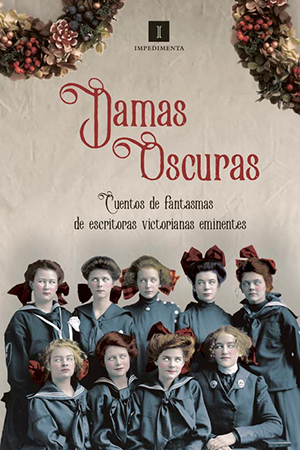 I
IMPEDIMENTA
Damas
Oscuras
Cuentos de fantasmas
de escritoras victorianas eminentes